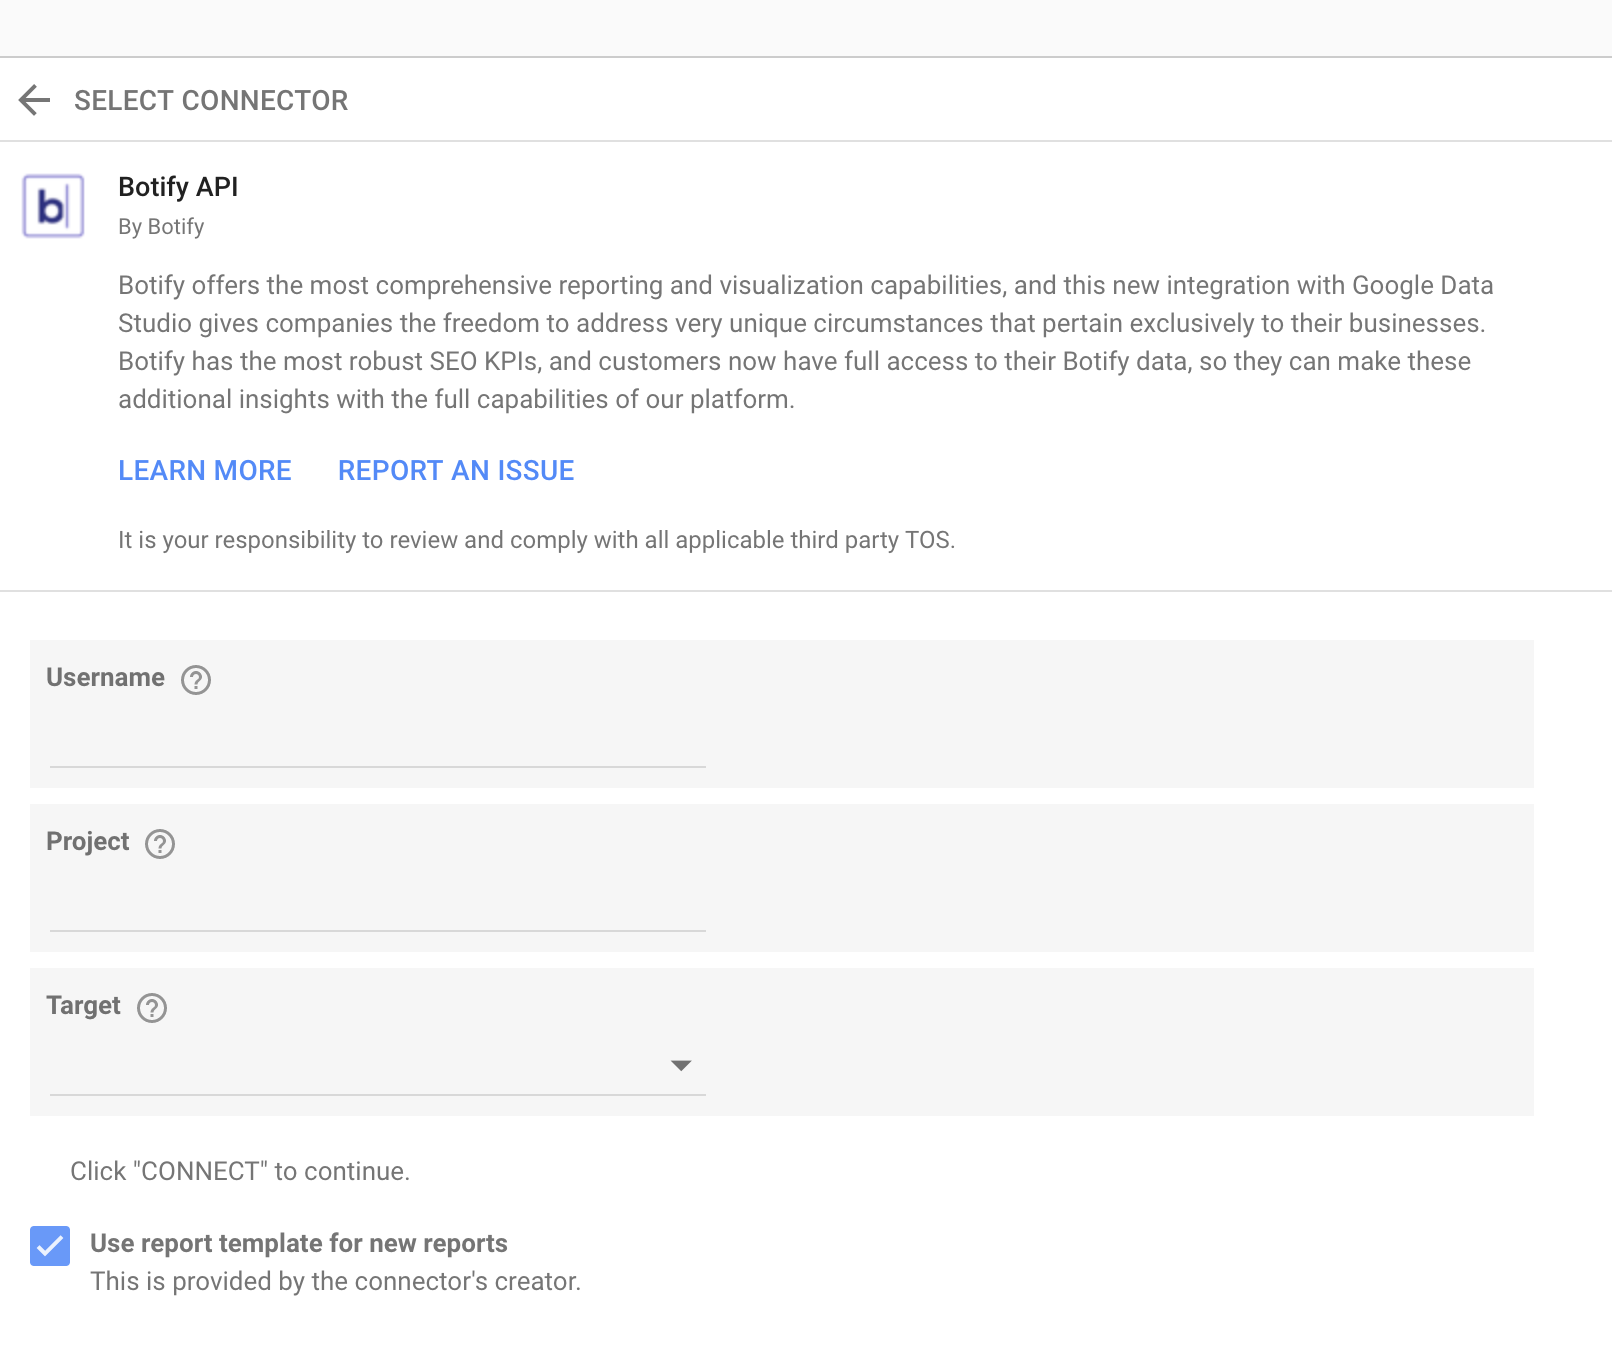 SELECT CONNECTOR
b
Botify API
By Botify
Botify offers the most comprehensive reporting and visualization capabilities, and this new integration with Google Data
Studio gives companies the freedom to address very unique circumstances that pertain exclusively to their businesses.
Botify has the most robust SEO KPIs, and customers now have full access to their Botify data, so they can make these
additional insights with the full capabilities of our platform.
LEARN MORE REPORT AN ISSUE
It is your responsibility to review and comply with all applicable third party TOS.
Username ?
Project ?
Target ?
Click "CONNECT" to continue.
Use report template for new reports
This is provided by the connector's creator.